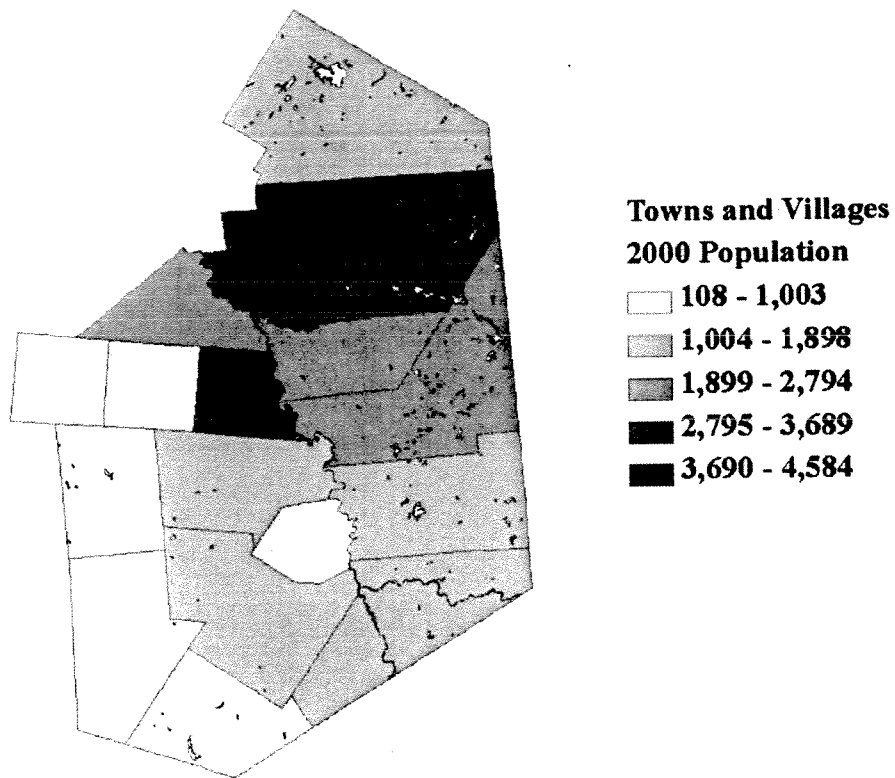 Towns and Villages
2000 Population
108 - 1,003
1,004 - 1,898
1,899 - 2,794
2,795 - 3,689
3,690 - 4,584